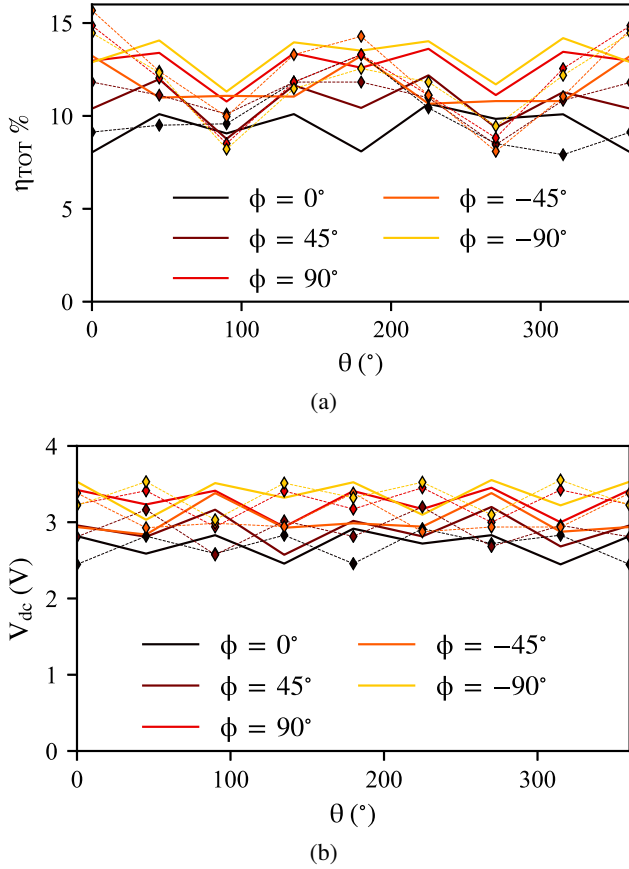 15
10
5
0
η_TOT %
ϕ = 0°
ϕ = 45°
ϕ = 90°
ϕ = −45°
ϕ = −90°
0
100
200
300
θ (°)
(a)
4
3
2
1
0
V_dc (V)
ϕ = 0°
ϕ = 45°
ϕ = 90°
ϕ = −45°
ϕ = −90°
0
100
200
300
θ (°)
(b)